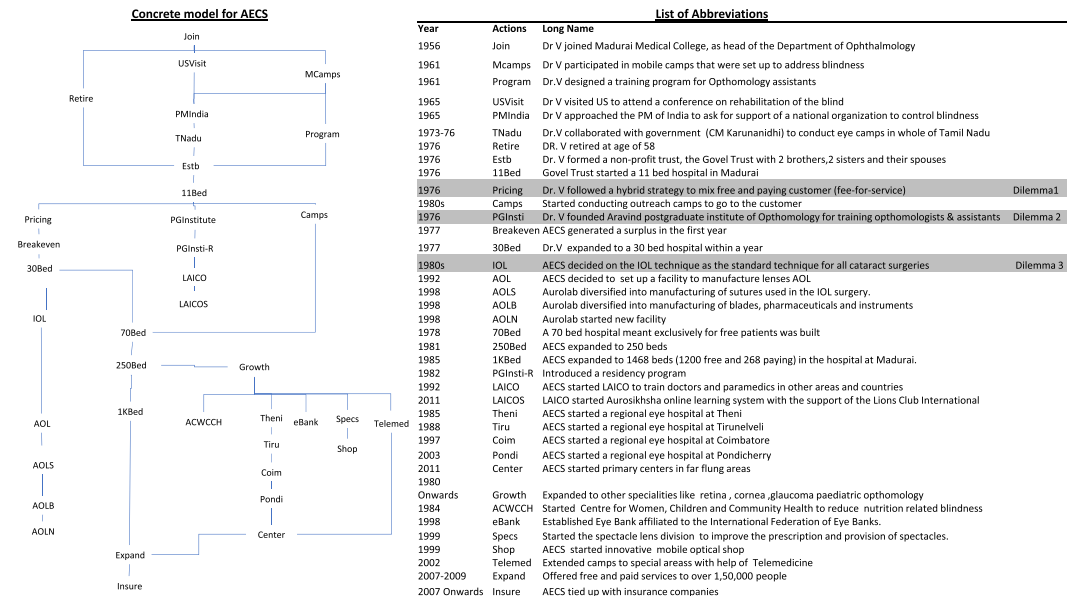 Concrete model for AECS
Join
USVisit
MCamps
Retire
PMIndia
Program
TNadu
Estb
11Bed
Pricing
PGInstitute
Camps
Breakeven
PGInsti-R
30Bed
LAICO
LAICOS
IOL
70Bed
250Bed
Growth
1KBed
ACWCCH
Theni
eBank
Specs
Telemed
AOL
Tiru
Shop
AOLS
Coim
AOLB
Pondi
AOLN
Center
Expand
Insure
List of Abbreviations
Year Actions Long Name
1956 Join Dr V joined Madurai Medical College, as head of the Department of Ophthalmology
1961 Mcamps Dr V participated in mobile camps that were set up to address blindness
1961 Program Dr.V designed a training program for Opthomology assistants
1965 USVisit Dr V visited US to attend a conference on rehabilitation of the blind
1965 PMIndia Dr V approached the PM of India to ask for support of a national organization to control blindness
1973-76 TNadu Dr.V collaborated with government (CM Karunanidhi) to conduct eye camps in whole of Tamil Nadu
1976 Retire DR. V retired at age of 58
1976 Estb Dr. V formed a non-profit trust, the Govel Trust with 2 brothers,2 sisters and their spouses
1976 11Bed Govel Trust started a 11 bed hospital in Madurai
1976 Pricing Dr. V followed a hybrid strategy to mix free and paying customer (fee-for-service) Dilemma1
1980s Camps Started conducting outreach camps to go to the customer
1976 PGInsti Dr. V founded Aravind postgraduate institute of Opthomology for training opthomologists & assistants Dilemma 2
1977 Breakeven AECS generated a surplus in the first year
1977 30Bed Dr.V expanded to a 30 bed hospital within a year
1980s IOL AECS decided on the IOL technique as the standard technique for all cataract surgeries Dilemma 3
1992 AOL AECS decided to set up a facility to manufacture lenses AOL
1998 AOLS Aurolab diversified into manufacturing of sutures used in the IOL surgery.
1998 AOLB Aurolab diversified into manufacturing of blades, pharmaceuticals and instruments
1998 AOLN Aurolab started new facility
1978 70Bed A 70 bed hospital meant exclusively for free patients was built
1981 250Bed AECS expanded to 250 beds
1985 1KBed AECS expanded to 1468 beds (1200 free and 268 paying) in the hospital at Madurai.
1982 PGInsti-R Introduced a residency program
1992 LAICO AECS started LAICO to train doctors and paramedics in other areas and countries
2011 LAICOS LAICO started Aurosikhsha online learning system with the support of the Lions Club International
1985 Theni AECS started a regional eye hospital at Theni
1988 Tiru AECS started a regional eye hospital at Tirunelveli
1997 Coim AECS started a regional eye hospital at Coimbatore
2003 Pondi AECS started a regional eye hospital at Pondicherry
2011 Center AECS started primary centers in far flung areas
1980
Onwards Growth Expanded to other specialities like retina , cornea ,glaucoma paediatric opthomology
1984 ACWCCH Started Centre for Women, Children and Community Health to reduce nutrition related blindness
1998 eBank Established Eye Bank affiliated to the International Federation of Eye Banks.
1999 Specs Started the spectacle lens division to improve the prescription and provision of spectacles.
1999 Shop AECS started innovative mobile optical shop
2002 Telemed Extended camps to special areass with help of Telemedicine
2007-2009 Expand Offered free and paid services to over 1,50,000 people
2007 Onwards Insure AECS tied up with insurance companies